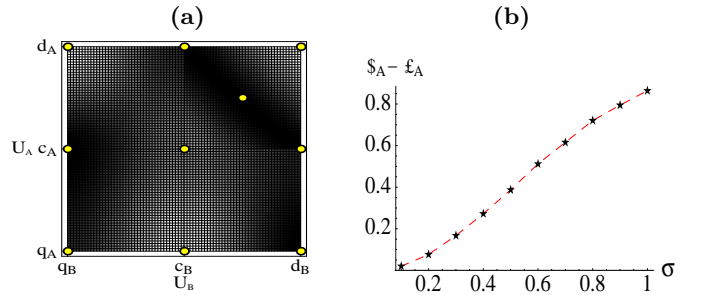 (a) (b)
d_A
U_A c_A
q_A
q_B c_B d_B
U_B
$_A – £_A
0.8
0.6
0.4
0.2
0.2 0.4 0.6 0.8 1 σ